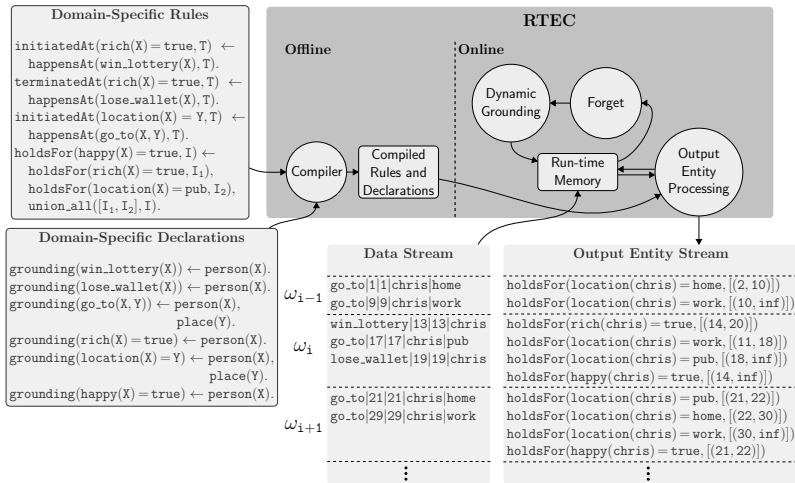 Domain-Specific Rules
initiatedAt(rich(X) = true, T) ←
happensAt(win_lottery(X), T).
terminatedAt(rich(X) = true, T) ←
happensAt(lose_wallet(X), T).
initiatedAt(location(X) = Y, T) ←
happensAt(go_to(X, Y), T).
holdsFor(happy(X) = true, I) ←
holdsFor(rich(X) = true, I₁),
holdsFor(location(X) = pub, I₂),
union_all([I₁, I₂], I).
Domain-Specific Declarations
grounding(win_lottery(X)) ← person(X).
grounding(lose_wallet(X)) ← person(X).
grounding(go_to(X, Y)) ← person(X),
place(Y).
grounding(rich(X) = true) ← person(X).
grounding(location(X) = Y) ← person(X),
place(Y).
grounding(happy(X) = true) ← person(X).
RTEC
Offline
Online
Compiler
Compiled
Rules and
Declarations
Dynamic
Grounding
Forget
Run-time
Memory
Output
Entity
Processing
Data Stream
ωᵢ₋₁
go_to|1|1|chris|home
go_to|9|9|chris|work
ωᵢ
win_lottery|13|13|chris
go_to|17|17|chris|pub
lose_wallet|19|19|chris
ωᵢ₊₁
go_to|21|21|chris|home
go_to|29|29|chris|work
⋮
Output Entity Stream
holdsFor(location(chris) = home, [(2, 10)])
holdsFor(location(chris) = work, [(10, inf)])
holdsFor(rich(chris) = true, [(14, 20)])
holdsFor(location(chris) = work, [(11, 18)])
holdsFor(location(chris) = pub, [(18, inf)])
holdsFor(happy(chris) = true, [(14, inf)])
holdsFor(location(chris) = pub, [(21, 22)])
holdsFor(location(chris) = home, [(22, 30)])
holdsFor(location(chris) = work, [(30, inf)])
holdsFor(happy(chris) = true, [(21, 22)])
⋮